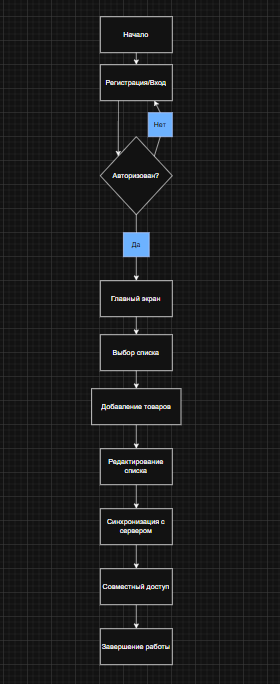 Начало
Регистрация/Вход
Нет
Авторизован?
Да
Главный экран
Выбор списка
Добавление товаров
Редактирование
списка
Синхронизация с
сервером
Совместный доступ
Завершение работы